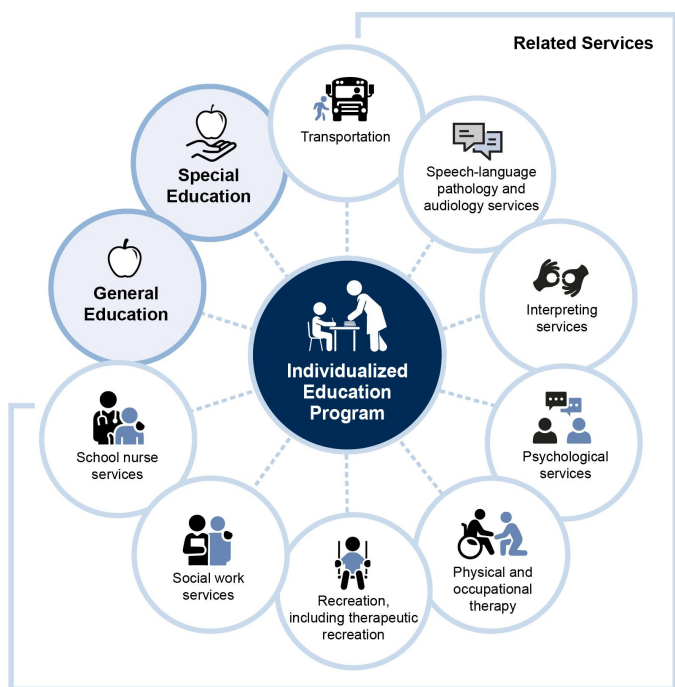 Related Services
Transportation
Speech-language
pathology and
audiology services
Interpreting
services
Psychological
services
Physical and
occupational
therapy
Recreation,
including therapeutic
recreation
Social work
services
School nurse
services
General
Education
Special
Education
Individualized
Education
Program